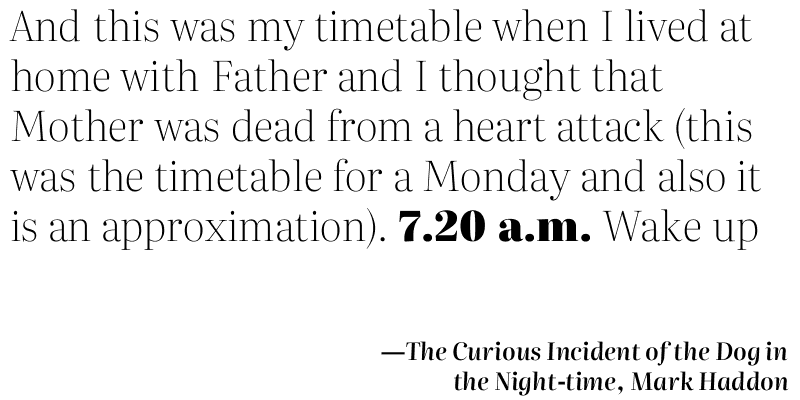 And this was my timetable when I lived at
home with Father and I thought that
Mother was dead from a heart attack (this
was the timetable for a Monday and also it
is an approximation). 7.20 a.m. Wake up
—The Curious Incident of the Dog in
the Night-time, Mark Haddon